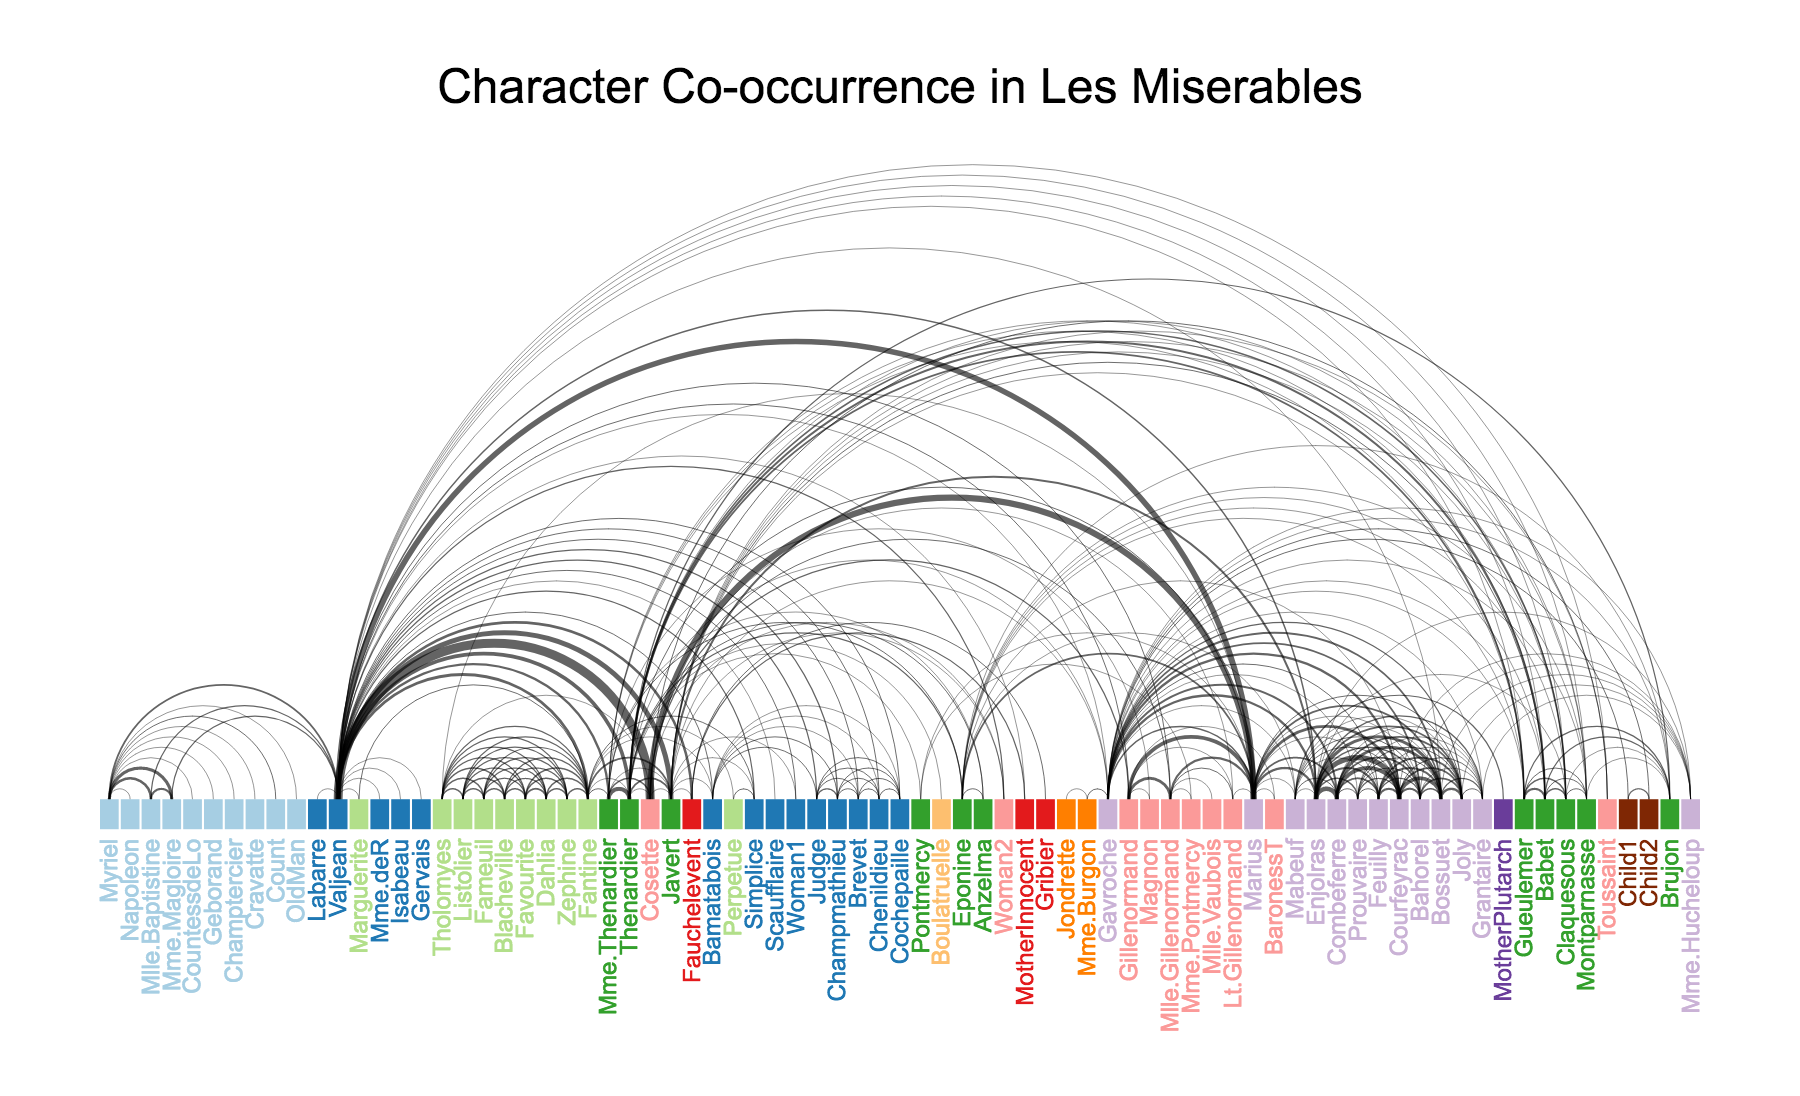 Character Co-occurrence in Les Miserables
Myriel
Napoleon
Mlle.Baptistine
Mme.Magloire
CountessdeLo
Geborand
Champtercier
Cravatte
Count
OldMan
Labarre
Valjean
Marguerite
Mme.deR
Isabeau
Gervais
Tholomyes
Listolier
Fameuil
Blacheville
Favourite
Dahlia
Zephine
Fantine
Mme.Thenardier
Thenardier
Cosette
Javert
Fauchelevent
Bamatabois
Perpetue
Simplice
Scaufflaire
Woman1
Judge
Champmathieu
Brevet
Chenildieu
Cochepaille
Pontmercy
Boulatruelle
Eponine
Anzelma
Woman2
MotherInnocent
Gribier
Jondrette
Mme.Burgon
Gavroche
Gillenormand
Magnon
Mlle.Gillenormand
Mme.Pontmercy
Mlle.Vaubois
Lt.Gillenormand
Marius
BaronessT
Mabeuf
Enjolras
Combeferre
Prouvaire
Feuilly
Courfeyrac
Bahorel
Bossuet
Joly
Grantaire
MotherPlutarch
Gueulemer
Babet
Claquesous
Montparnasse
Toussaint
Child1
Child2
Brujon
Mme.Hucheloup